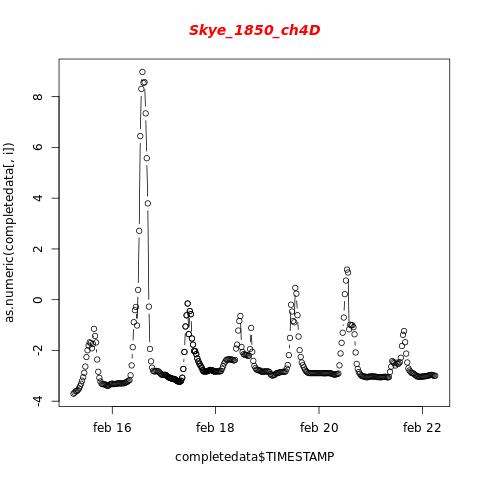 Skye_1850_ch4D
as.numeric(completedata[, i])
8
6
4
2
0
-2
-4
feb 16
feb 18
feb 20
feb 22
completedata$TIMESTAMP